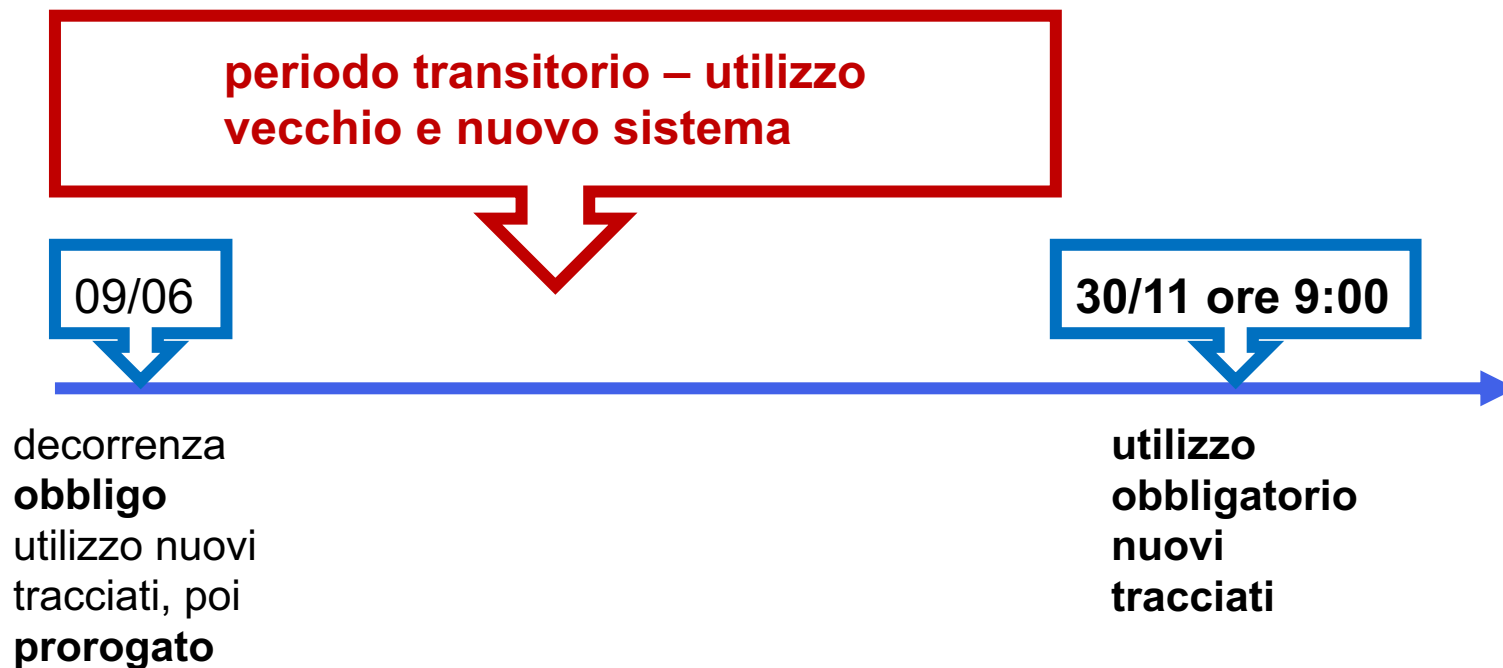 periodo transitorio – utilizzo
vecchio e nuovo sistema
09/06
30/11 ore 9:00
decorrenza
obbligo
utilizzo nuovi
tracciati, poi
prorogato
utilizzo
obbligatorio
nuovi
tracciati